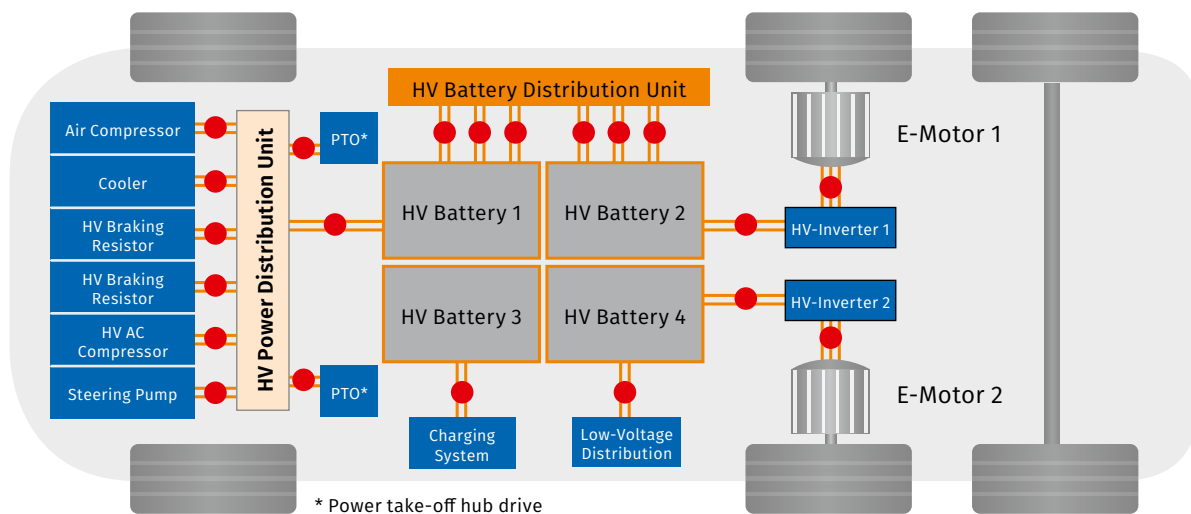 HV Battery Distribution Unit
Air Compressor
Cooler
HV Braking
Resistor
HV Braking
Resistor
HV AC
Compressor
Steering Pump
HV Power Distribution Unit
PTO*
PTO*
HV Battery 1
HV Battery 2
HV Battery 3
HV Battery 4
Charging
System
Low-Voltage
Distribution
E-Motor 1
HV-Inverter 1
HV-Inverter 2
E-Motor 2
* Power take-off hub drive